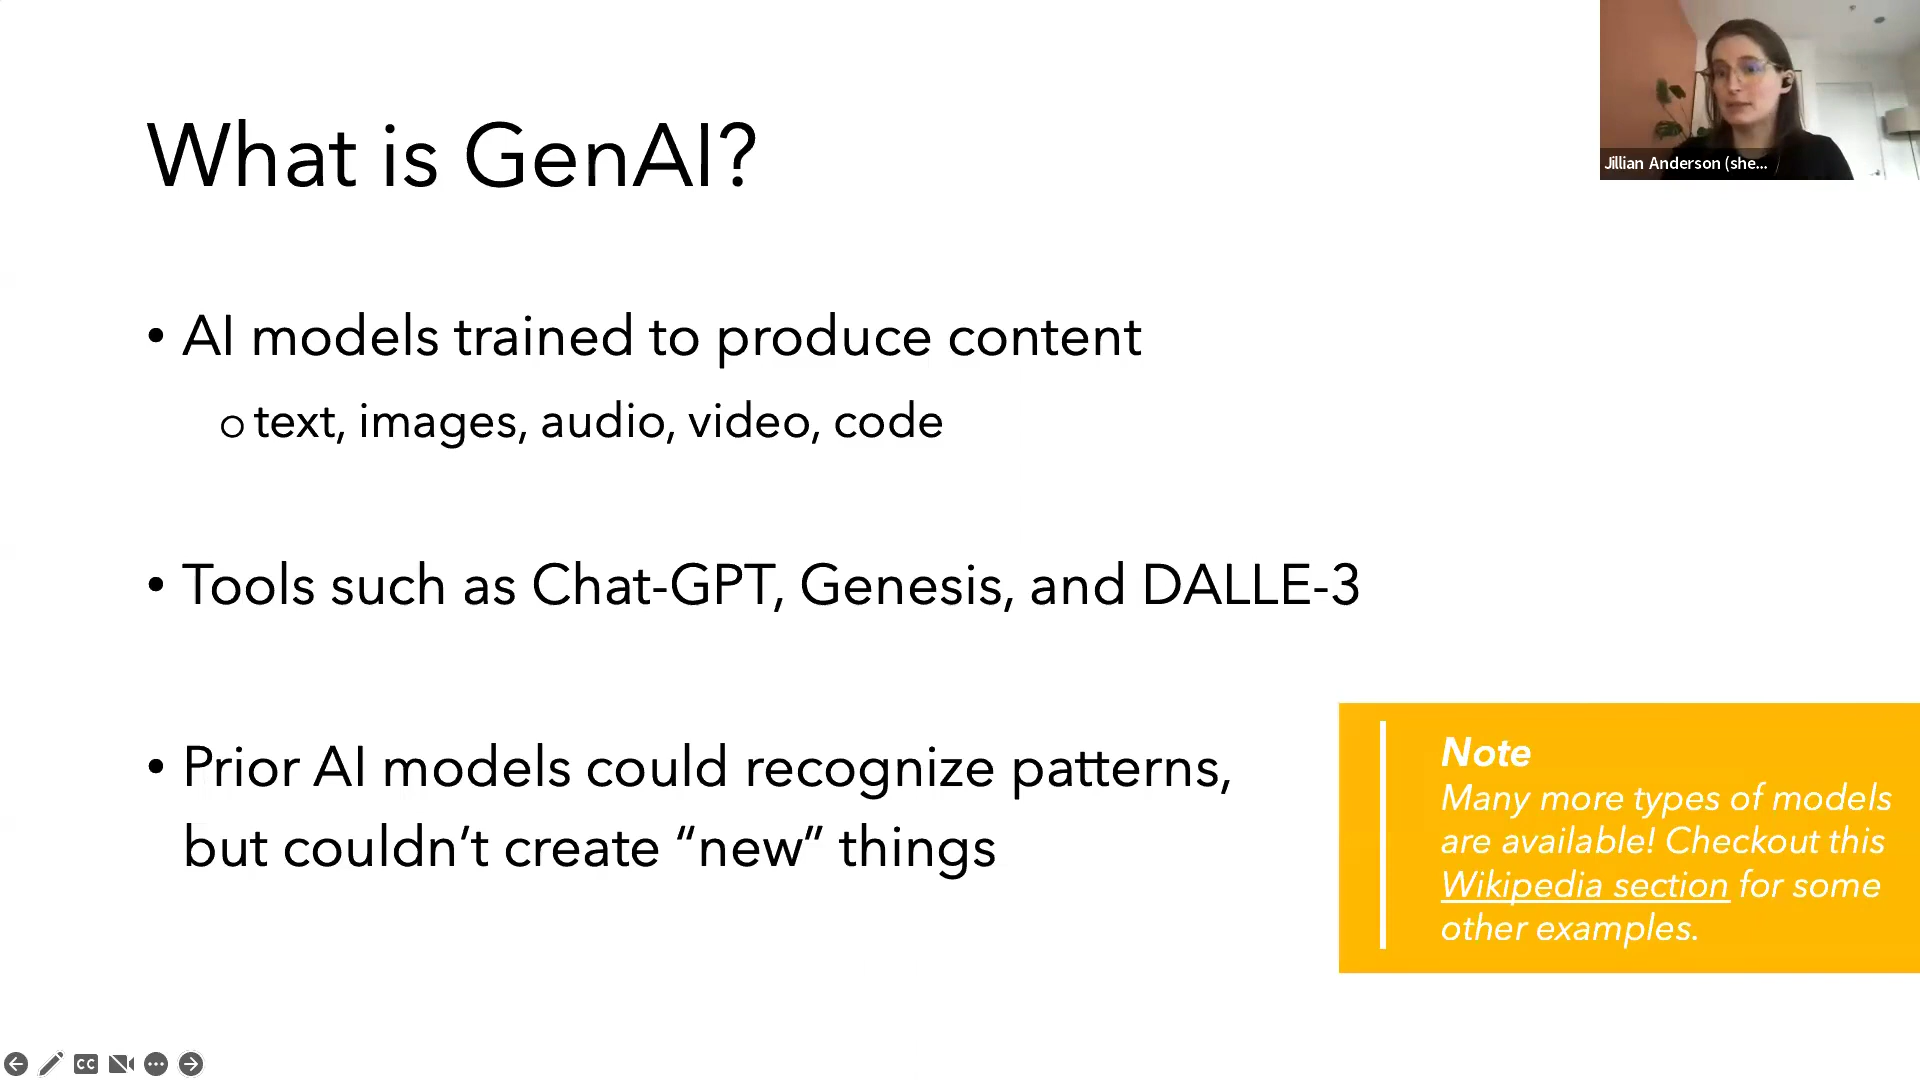 What is GenAI?
Jillian Anderson (she...
• AI models trained to produce content
o text, images, audio, video, code
• Tools such as Chat-GPT, Genesis, and DALLE-3
• Prior AI models could recognize patterns,
but couldn’t create “new” things
Note
Many more types of models
are available! Checkout this
Wikipedia section for some
other examples.
CC